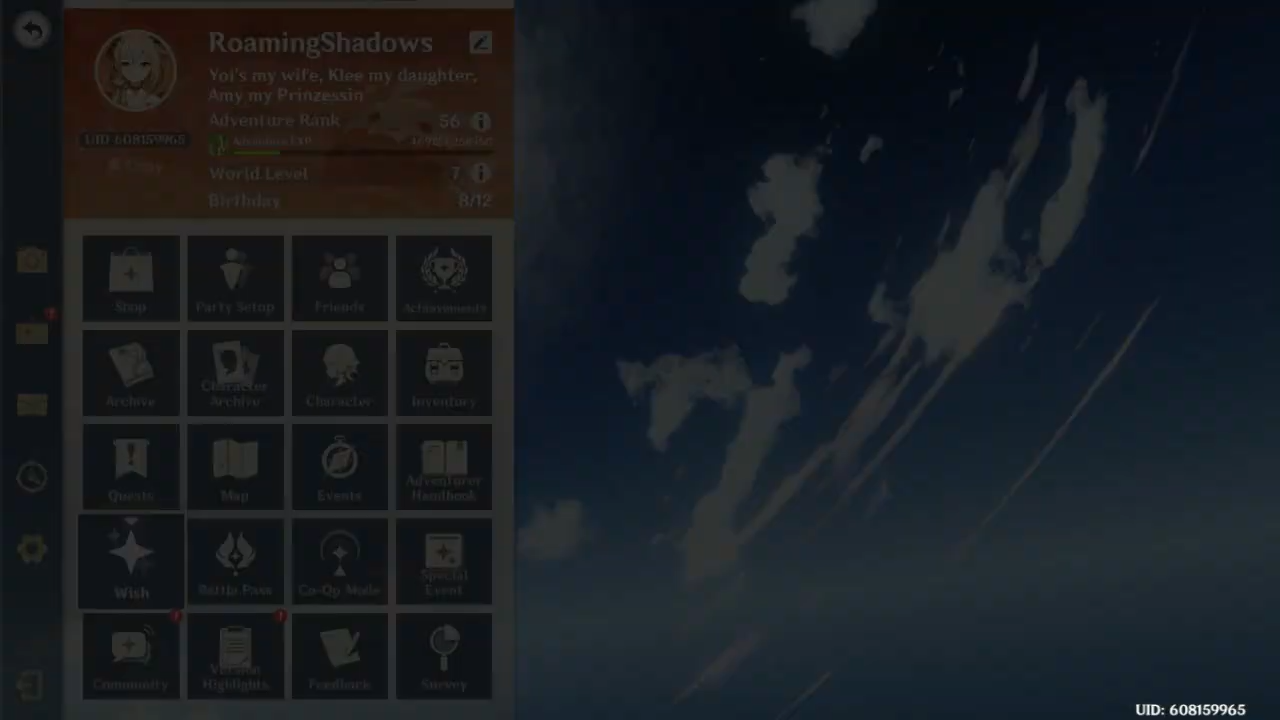 RoamingShadows
Yoi's my wife, Klee my daughter,
Amy my Prinzessin
UID 608159965
Adventure Rank 56
Adventure EXP
World Level 7
Birthday 8/12
Shop Party Setup Friends Achievements
Archive Character Archive Character Inventory
Quests Map Events Adventurer Handbook
Wish Battle Pass Co-Op Mode Special Event
Community Version Highlights Feedback Survey
UID: 608159965